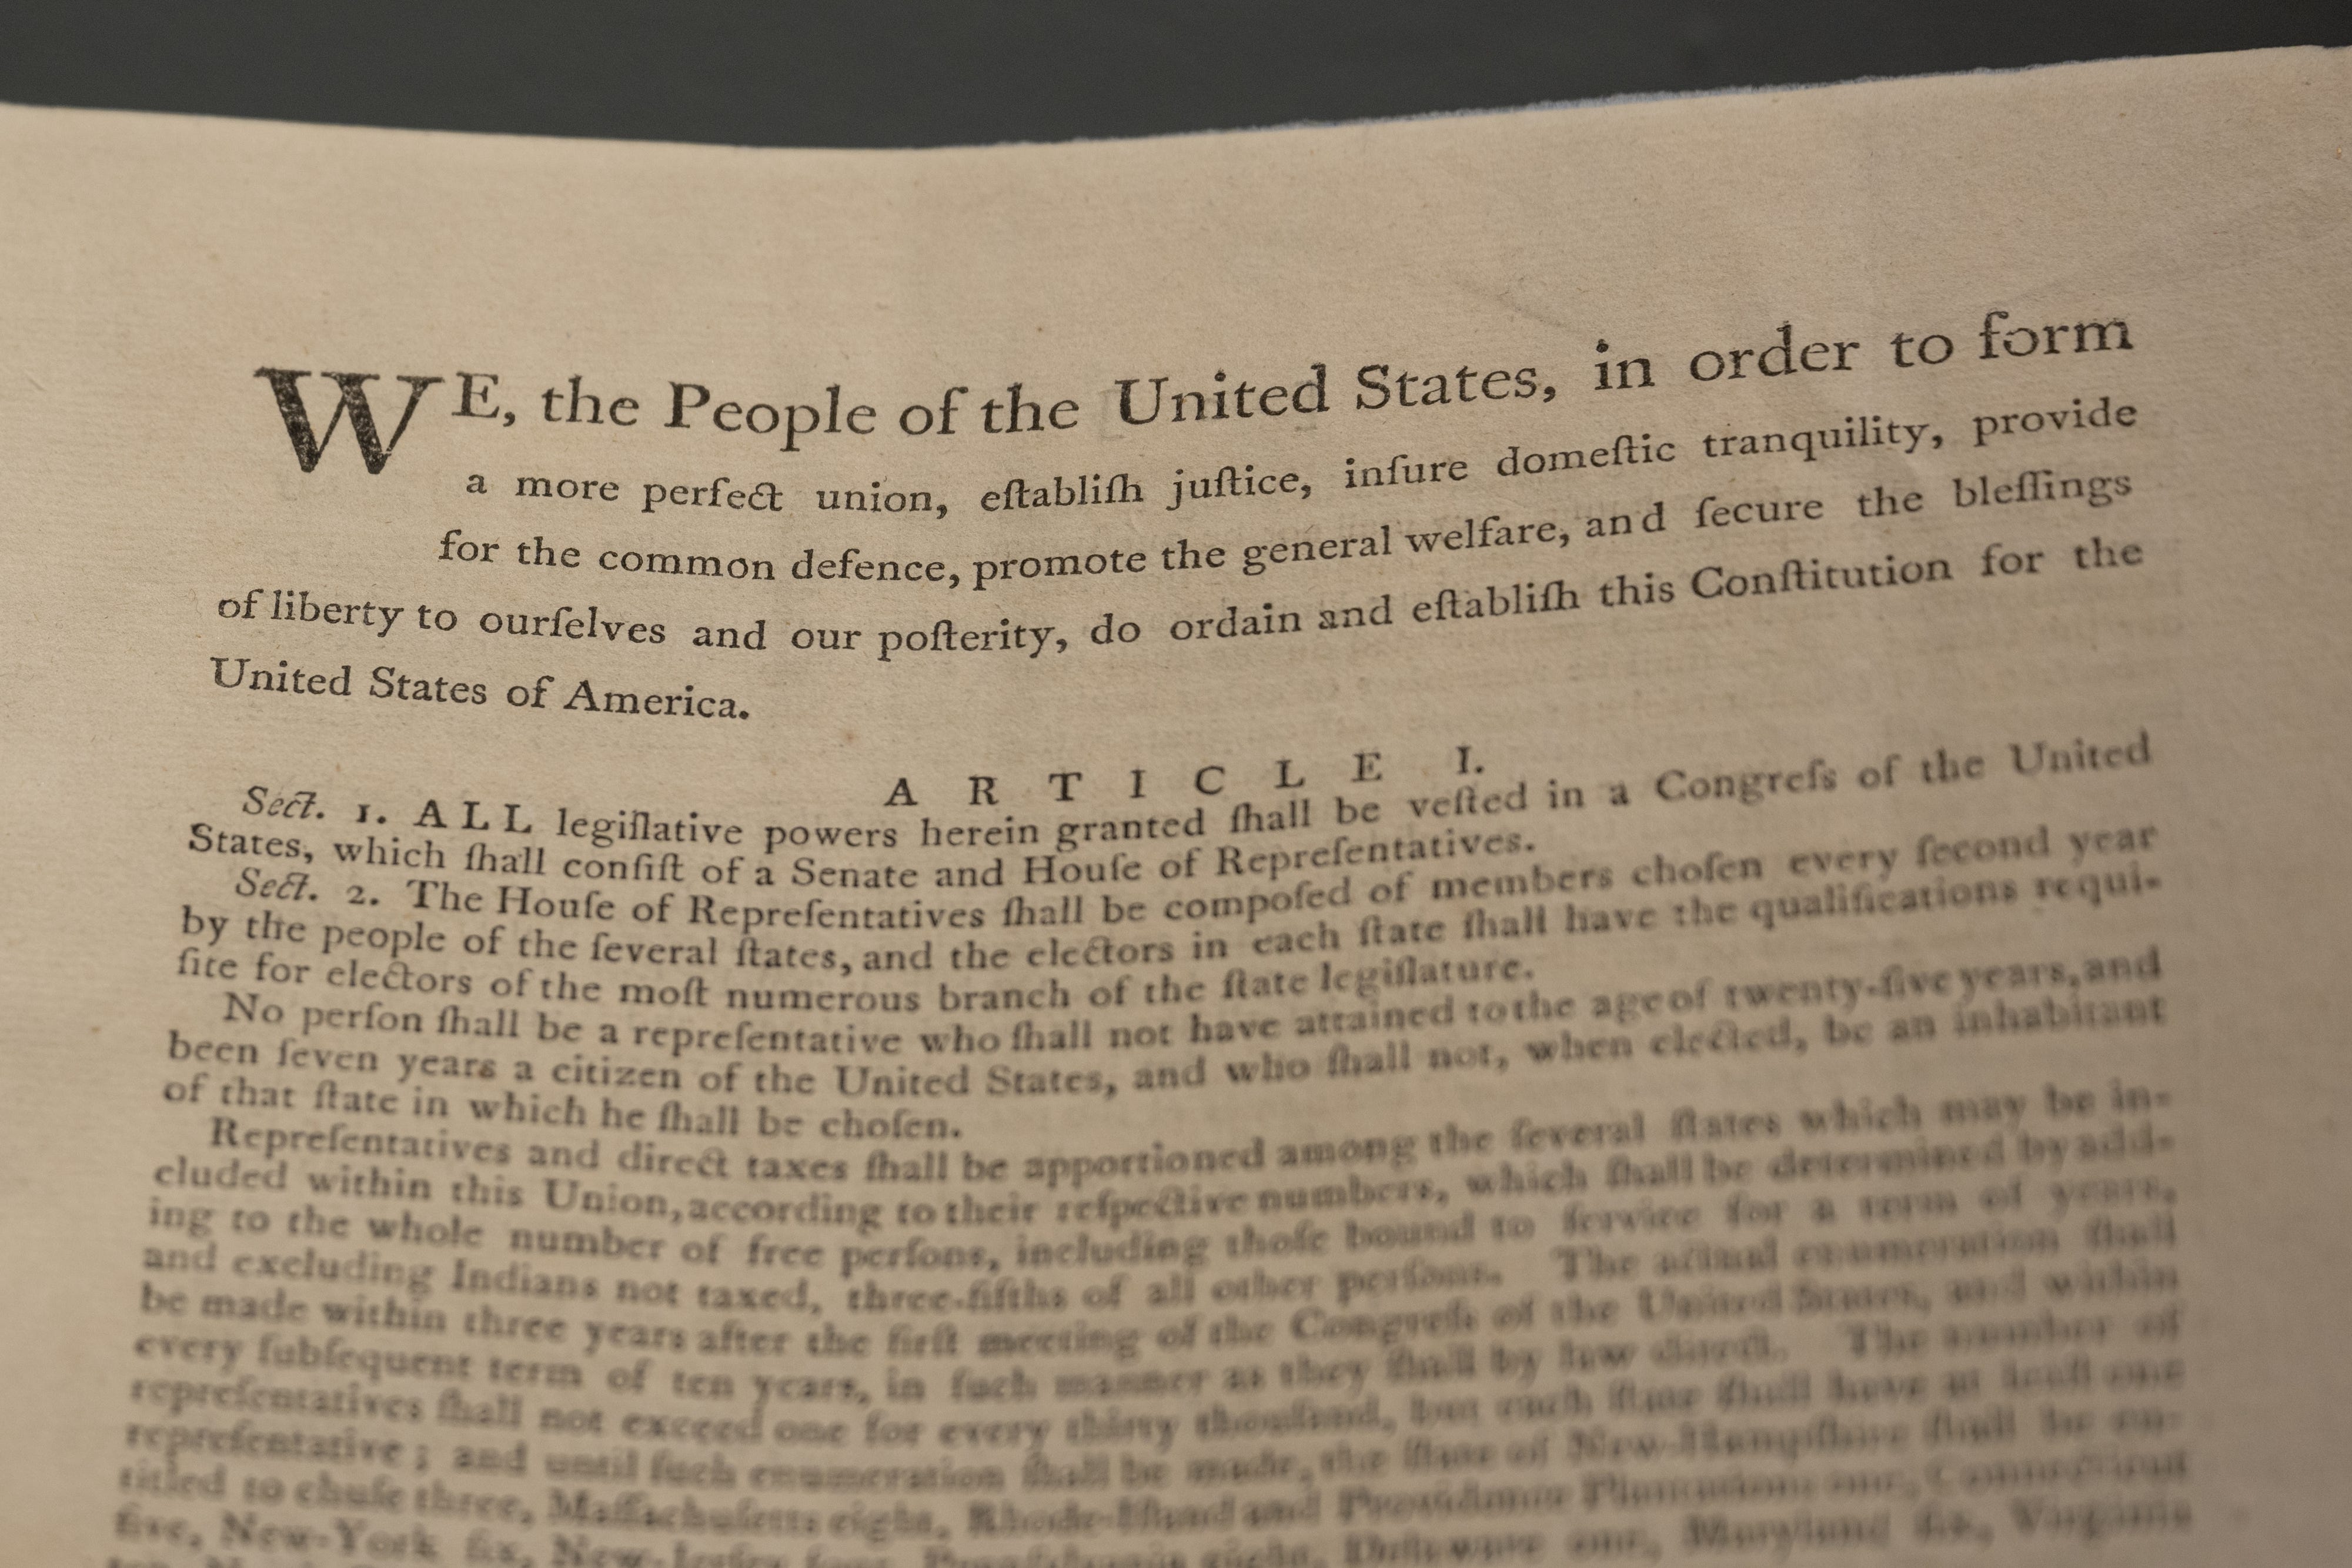 WE, the People of the United States, in order to form
a more perfect union, eſtabliſh juſtice, inſure domeſtic tranquility, provide
for the common defence, promote the general welfare, and ſecure the bleſſings
of liberty to ourſelves and our poſterity, do ordain and eſtabliſh this Conſtitution for the
United States of America.
ARTICLE I.
Sect. 1. ALL legiſlative powers herein granted ſhall be veſted in a Congreſs of the United
States, which ſhall conſiſt of a Senate and Houſe of Repreſentatives.
Sect. 2. The Houſe of Repreſentatives ſhall be compoſed of members choſen every ſecond year
by the people of the ſeveral ſtates, and the electors in each ſtate ſhall have the qualifications requi-
ſite for electors of the moſt numerous branch of the ſtate legiſlature.
No perſon ſhall be a repreſentative who ſhall not have attained to the age of twenty-five years, and
been ſeven years a citizen of the United States, and who ſhall not, when elected, be an inhabitant
of that ſtate in which he ſhall be choſen.
Repreſentatives and direct taxes ſhall be apportioned among the ſeveral ſtates which may be in-
cluded within this Union, according to their reſpective numbers, which ſhall be determined by add-
ing to the whole number of free perſons, including thoſe bound to ſervice for a term of years,
and excluding Indians not taxed, three-fifths of all other perſons. The actual enumeration ſhall
be made within three years after the firſt meeting of the Congreſs of the United States, and within
every ſubſequent term of ten years, in ſuch manner as they ſhall by law direct. The number of
repreſentatives ſhall not exceed one for every thirty thouſand, but each ſtate ſhall have at leaſt one
repreſentative; and until ſuch enumeration ſhall be made, the ſtate of New-Hampſhire ſhall be en-
titled to chuſe three, Maſſachuſetts eight, Rhode-Iſland and Providence Plantations one, Connecticut
five, New-York ſix, New-Jerſey four, Pennſylvania eight, Delaware one, Maryland ſix, Virginia